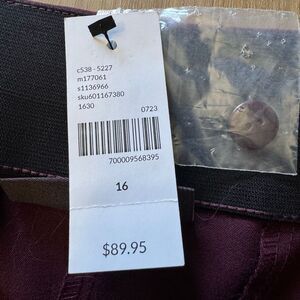 c538 - 5227
m177061
s1136966
sku601167380
1630 0723
700009568395
16
$89.95